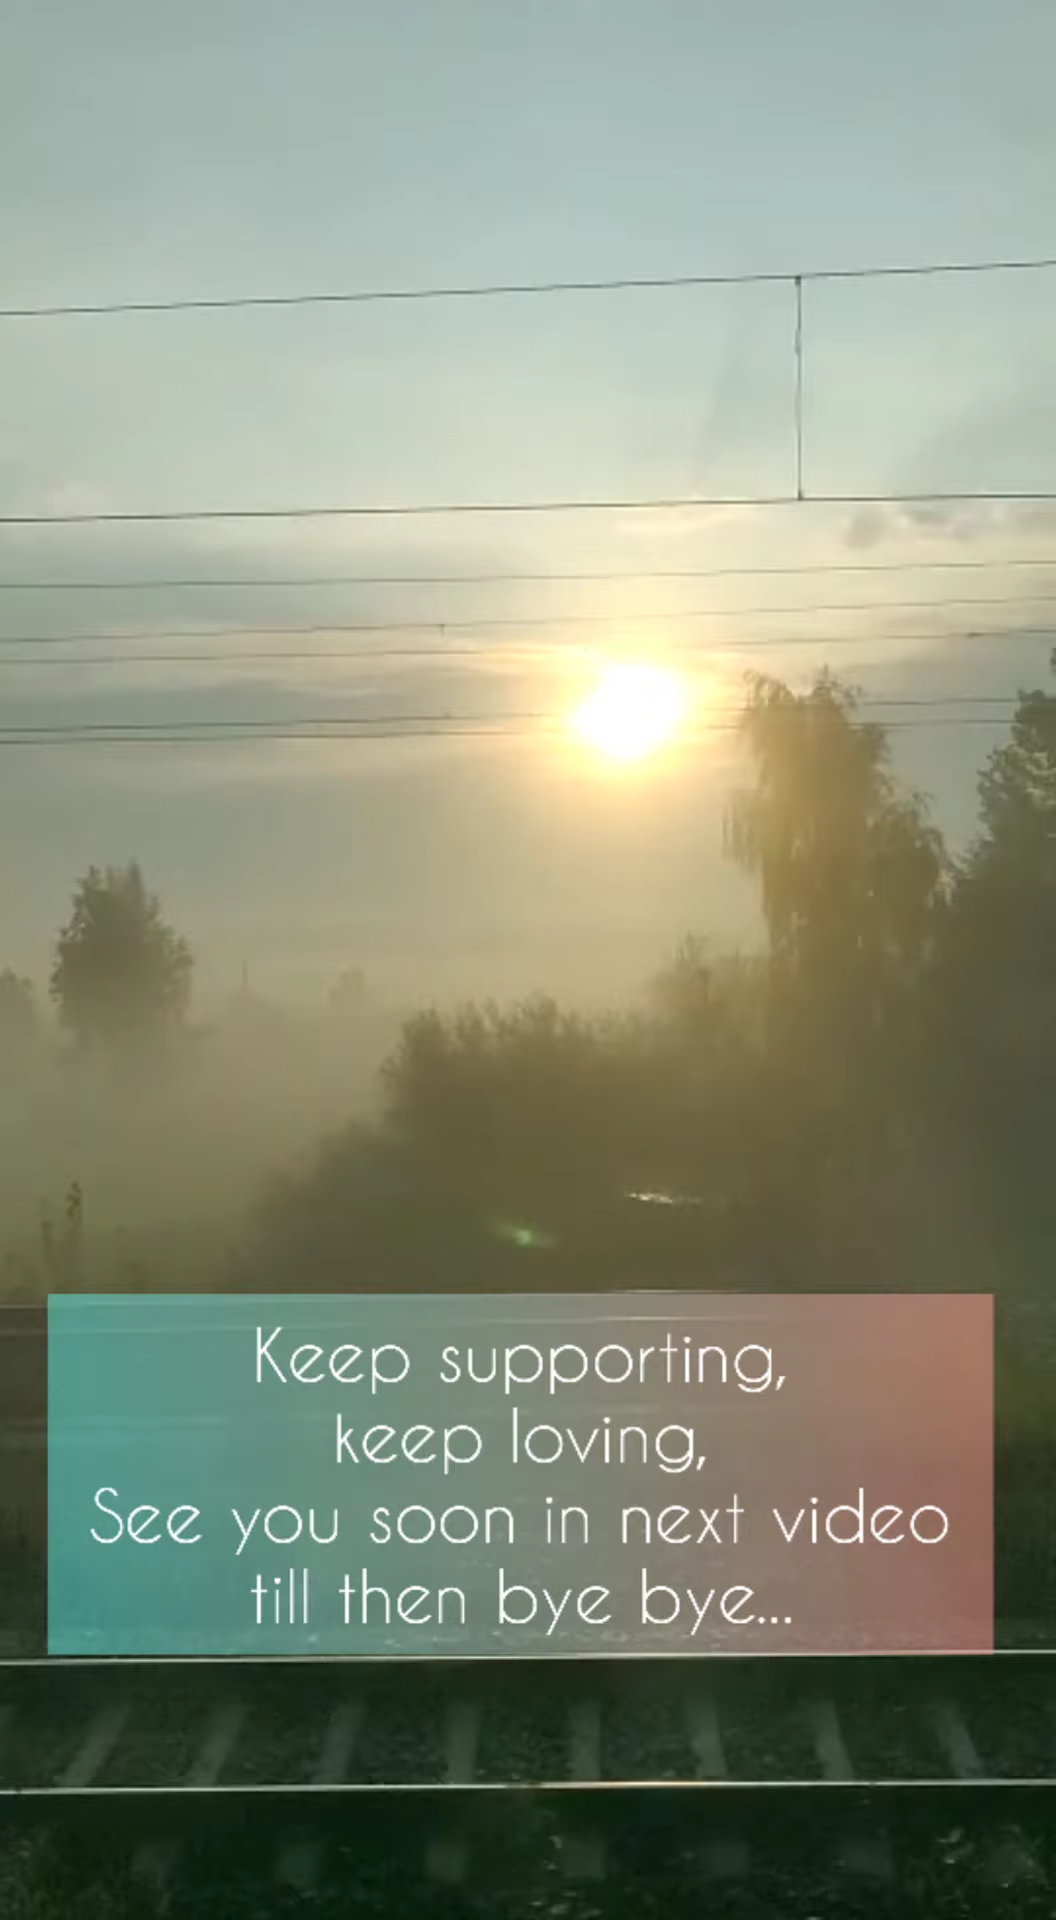 Keep supporting,
keep loving,
See you soon in next video
till then bye bye...